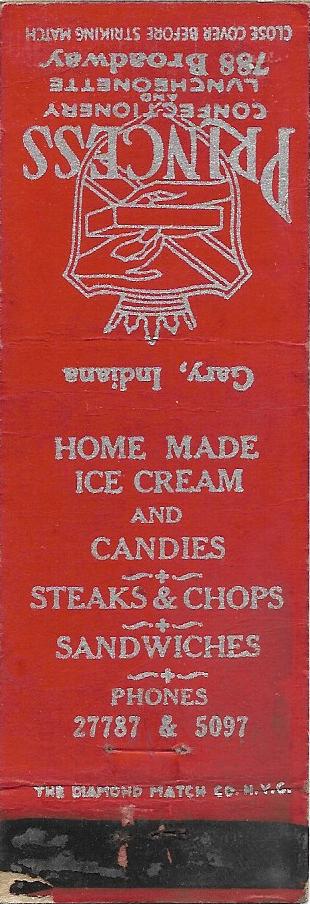 CLOSE COVER BEFORE STRIKING MATCH
788 Broadway
LUNCHEONETTE
AND
CONFECTIONERY
PRINCESS
Gary, Indiana
HOME MADE
ICE CREAM
AND
CANDIES
STEAKS & CHOPS
SANDWICHES
PHONES
27787 & 5097
THE DIAMOND MATCH CO. N.Y.C.